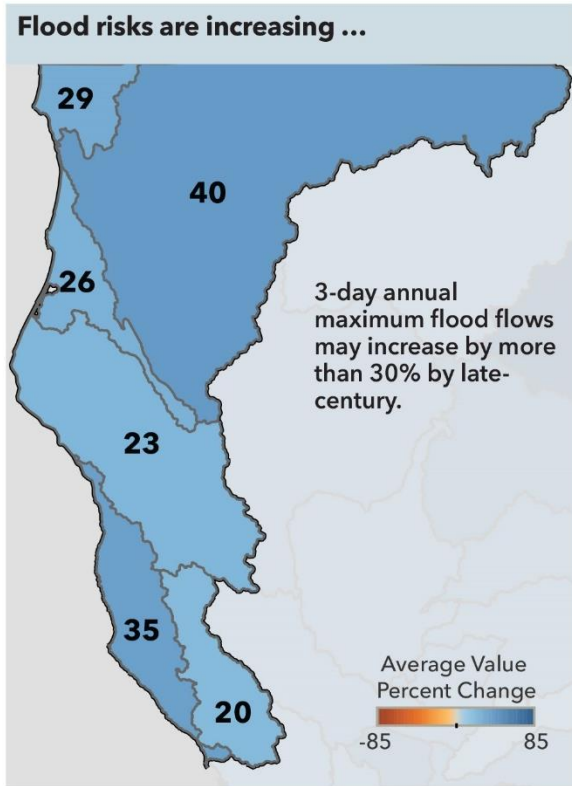 Flood risks are increasing ...
29
40
26
3-day annual
maximum flood flows
may increase by more
than 30% by late-
century.
23
35
20
Average Value
Percent Change
-85 85